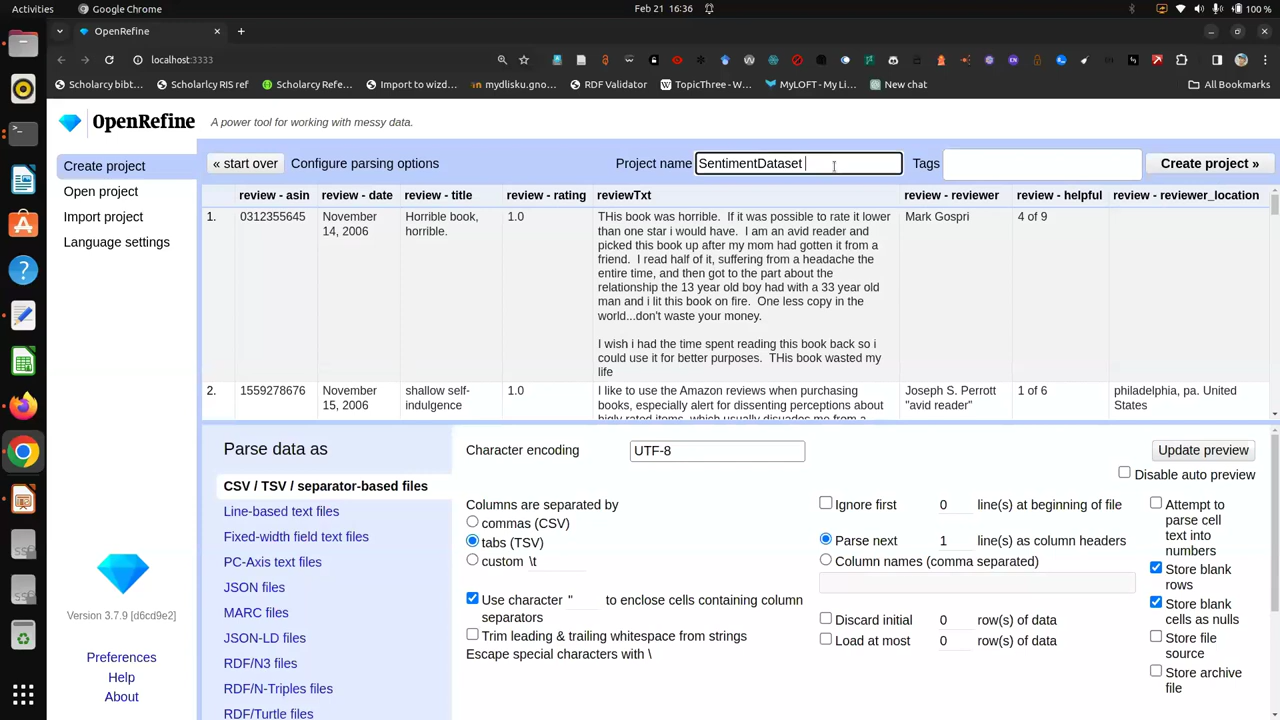 Activities
Google Chrome
Feb 21 16:36
100 %
OpenRefine
localhost:3333
Scholarcy bibt...
Scholarlcy RIS ref
Scholarcy Refe...
Import to wizd...
mydlisku.gno...
RDF Validator
TopicThree - W...
MyLOFT - My Li...
New chat
All Bookmarks
OpenRefine
A power tool for working with messy data.
Create project
Open project
Import project
Language settings
« start over
Configure parsing options
Project name
SentimentDataset
Tags
Create project »
review - asin
review - date
review - title
review - rating
reviewTxt
review - reviewer
review - helpful
review - reviewer_location
1.
0312355645
November
14, 2006
Horrible book,
horrible.
1.0
THis book was horrible. If it was possible to rate it lower
than one star i would have. I am an avid reader and
picked this book up after my mom had gotten it from a
friend. I read half of it, suffering from a headache the
entire time, and then got to the part about the
relationship the 13 year old boy had with a 33 year old
man and i lit this book on fire. One less copy in the
world...don't waste your money.
I wish i had the time spent reading this book back so i
could use it for better purposes. THis book wasted my
life
Mark Gospri
4 of 9
2.
1559278676
November
15, 2006
shallow self-
indulgence
1.0
I like to use the Amazon reviews when purchasing
books, especially alert for dissenting perceptions about
higly rated items, which usually disuades me from a
Joseph S. Perrott
"avid reader"
1 of 6
philadelphia, pa. United
States
Parse data as
CSV / TSV / separator-based files
Line-based text files
Fixed-width field text files
PC-Axis text files
JSON files
MARC files
JSON-LD files
RDF/N3 files
RDF/N-Triples files
RDF/Turtle files
Version 3.7.9 [d6cd9e2]
Preferences
Help
About
Character encoding
UTF-8
Update preview
Disable auto preview
Columns are separated by
commas (CSV)
tabs (TSV)
custom \t
Use character " to enclose cells containing column
separators
Trim leading & trailing whitespace from strings
Escape special characters with \
Ignore first 0 line(s) at beginning of file
Parse next 1 line(s) as column headers
Column names (comma separated)
Discard initial 0 row(s) of data
Load at most 0 row(s) of data
Attempt to
parse cell
text into
numbers
Store blank
rows
Store blank
cells as nulls
Store file
source
Store archive
file